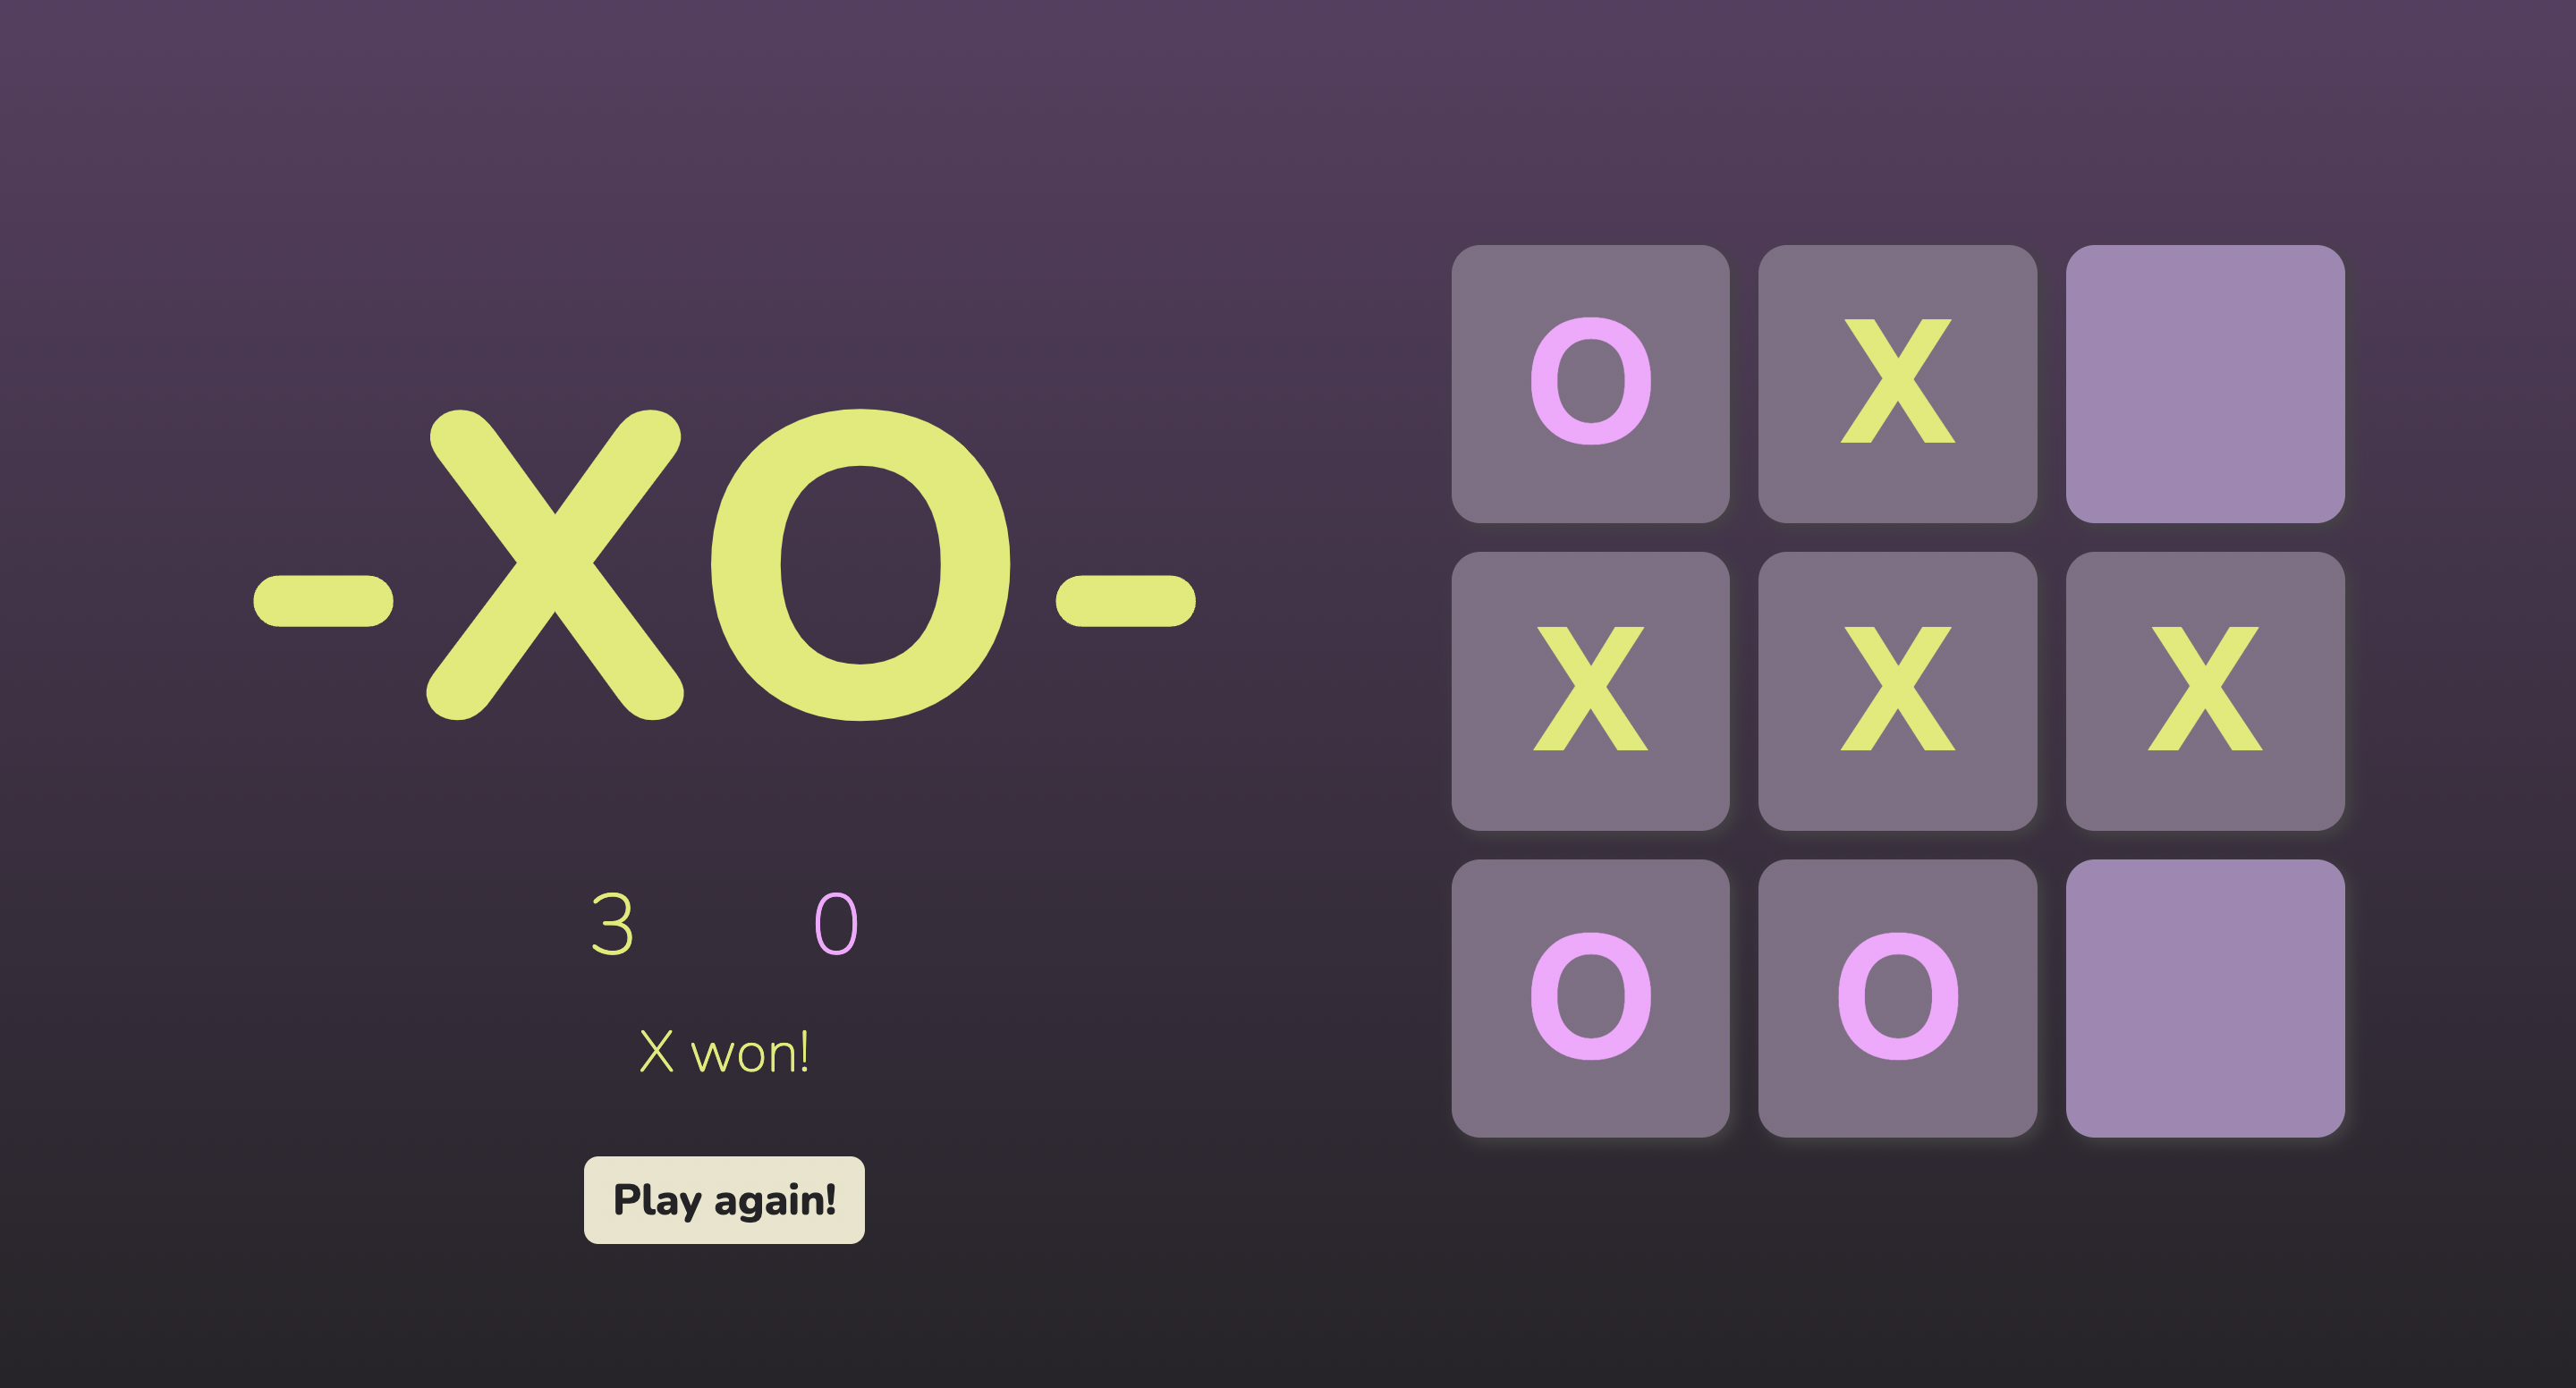 -XO-
3 0
X won!
Play again!
O X
X X X
O O